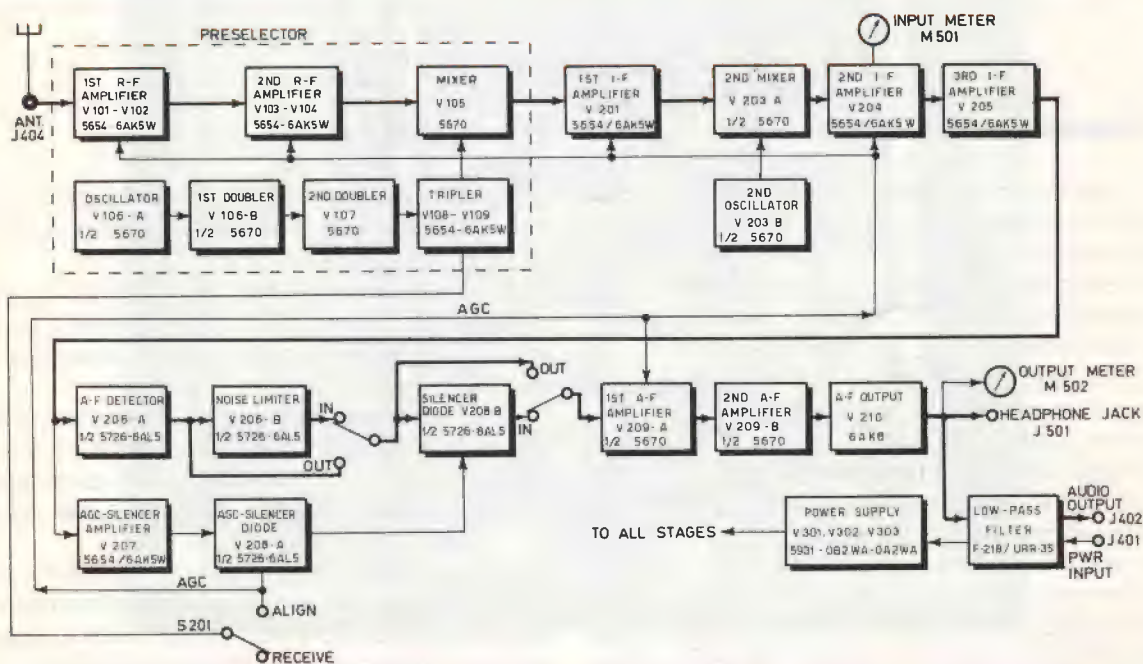 PRESELECTOR
INPUT METER
M 501
ANT.
J404
1ST R-F
AMPLIFIER
V101-V102
5654-6AK5W
2ND R-F
AMPLIFIER
V103-V104
5654-6AK5W
MIXER
V105
5670
1ST I-F
AMPLIFIER
V 201
5654/6AK5W
2ND MIXER
V 203 A
1/2 5670
2ND I-F
AMPLIFIER
V204
5654/6AK5W
3RD I-F
AMPLIFIER
V 205
5654/6AK5W
OSCILLATOR
V106-A
1/2 5670
1ST DOUBLER
V 106-B
1/2 5670
2ND DOUBLER
V107
5670
TRIPLER
V108-V109
5654-6AK5W
2ND
OSCILLATOR
V 203 B
1/2 5670
AGC
A-F DETECTOR
V 206-A
1/2 5726-6AL5
NOISE LIMITER
V 206-B
1/2 5726-6AL5
IN
OUT
SILENCER
DIODE V208-B
1/2 5726-6AL5
OUT
IN
1ST A-F
AMPLIFIER
V 209-A
1/2 5670
2ND A-F
AMPLIFIER
V 209-B
1/2 5670
A-F OUTPUT
V 210
6AK6
OUTPUT METER
M 502
HEADPHONE JACK
J 501
AGC-SILENCER
AMPLIFIER
V 207
5654/6AK5W
AGC-SILENCER
DIODE
V 208-A
1/2 5726-6AL5
TO ALL STAGES
POWER SUPPLY
V301, V302 V303
5931-0B2WA-0A2WA
LOW-PASS
FILTER
F-218/URR-35
AUDIO
OUTPUT
J402
J401
PWR
INPUT
AGC
ALIGN
S201
RECEIVE